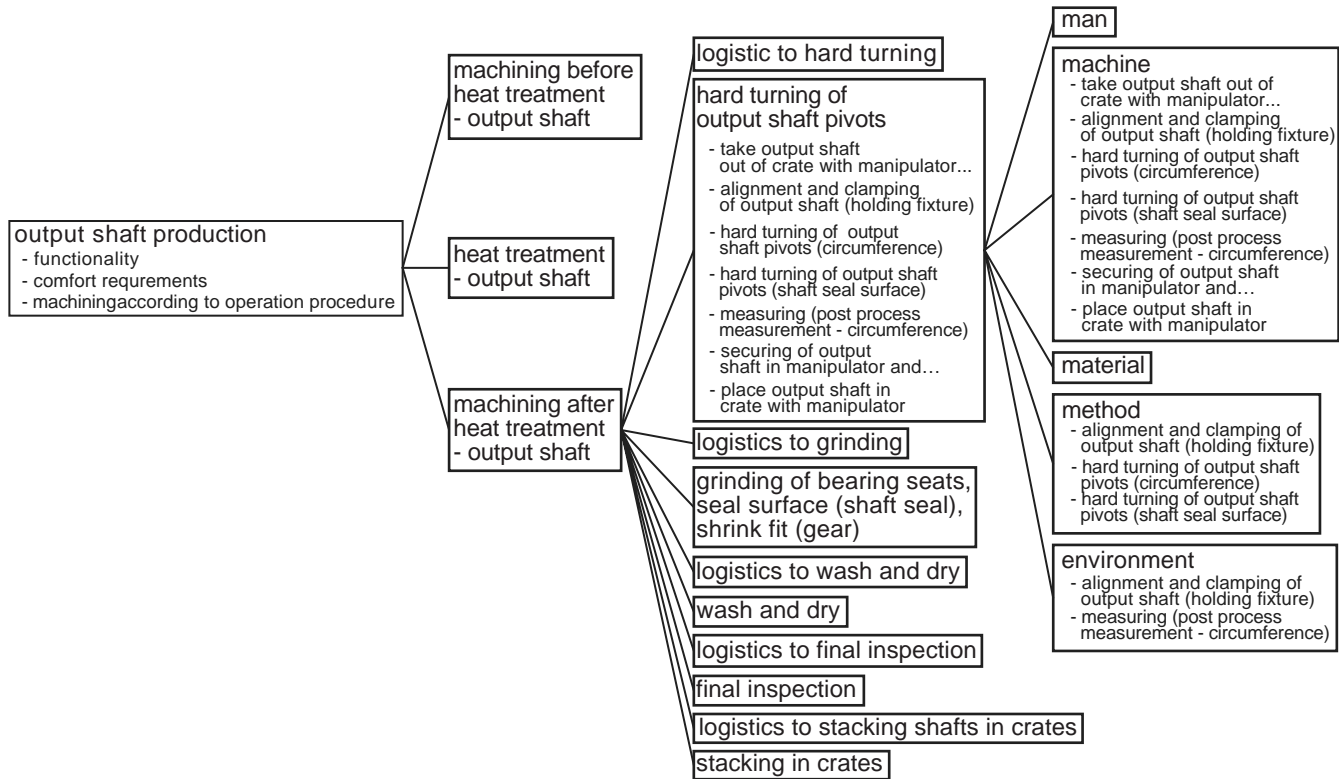 output shaft production
- functionality
- comfort requrements
- machiningaccording to operation procedure
machining before
heat treatment
- output shaft
heat treatment
- output shaft
machining after
heat treatment
- output shaft
logistic to hard turning
hard turning of
output shaft pivots
- take output shaft
out of crate with manipulator...
- alignment and clamping
of output shaft (holding fixture)
- hard turning of output
shaft pivots (circumference)
- hard turning of output shaft
pivots (shaft seal surface)
- measuring (post process
measurement - circumference)
- securing of output
shaft in manipulator and…
- place output shaft in
crate with manipulator
logistics to grinding
grinding of bearing seats,
seal surface (shaft seal),
shrink fit (gear)
logistics to wash and dry
wash and dry
logistics to final inspection
final inspection
logistics to stacking shafts in crates
stacking in crates
man
machine
- take output shaft out of
crate with manipulator...
- alignment and clamping
of output shaft (holding fixture)
- hard turning of output shaft
pivots (circumference)
- hard turning of output shaft
pivots (shaft seal surface)
- measuring (post process
measurement - circumference)
- securing of output shaft
in manipulator and…
- place output shaft in
crate with manipulator
material
method
- alignment and clamping of
output shaft (holding fixture)
- hard turning of output shaft
pivots (circumference)
- hard turning of output shaft
pivots (shaft seal surface)
environment
- alignment and clamping of
output shaft (holding fixture)
- measuring (post process
measurement - circumference)